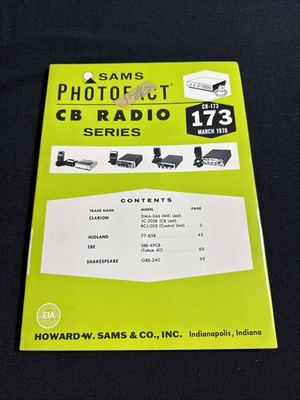 SAMS
PHOTOFACT®
CB RADIO
SERIES
CB-173
173
MARCH 1978
CONTENTS
TRADE NAME MODEL PAGE
CLARION DMA-066 (MIC Unit)
JC-202E (CB Unit)
RCJ-003 (Control Unit) . . . 5
MIDLAND 77-838 . . . 43
SBE SBE-49CB
(Tahoe 40) . . . 69
SHAKESPEARE GBS-240 . . . 99
EIA
HOWARD W. SAMS & CO., INC. Indianapolis, Indiana